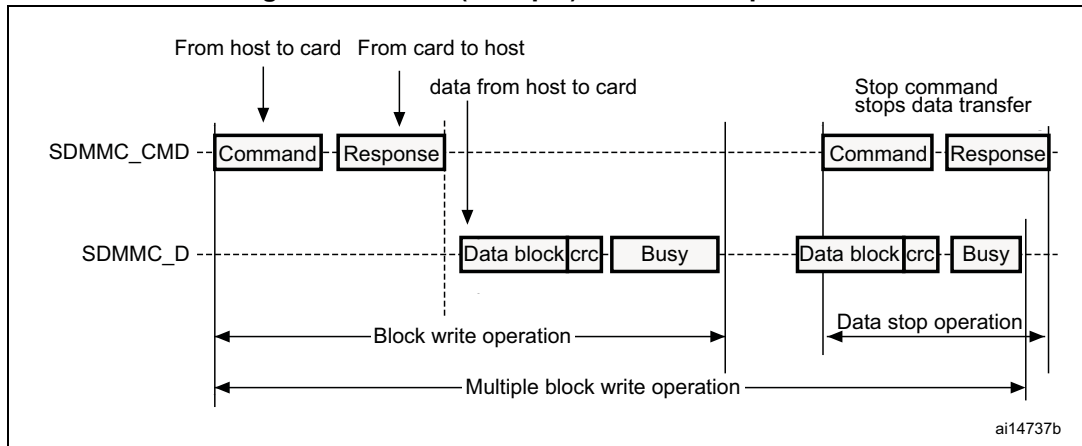 From host to card From card to host
data from host to card
Stop command
stops data transfer
SDMMC_CMD Command Response Command Response
SDMMC_D Data block crc Busy Data block crc Busy
Data stop operation
Block write operation
Multiple block write operation
ai14737b